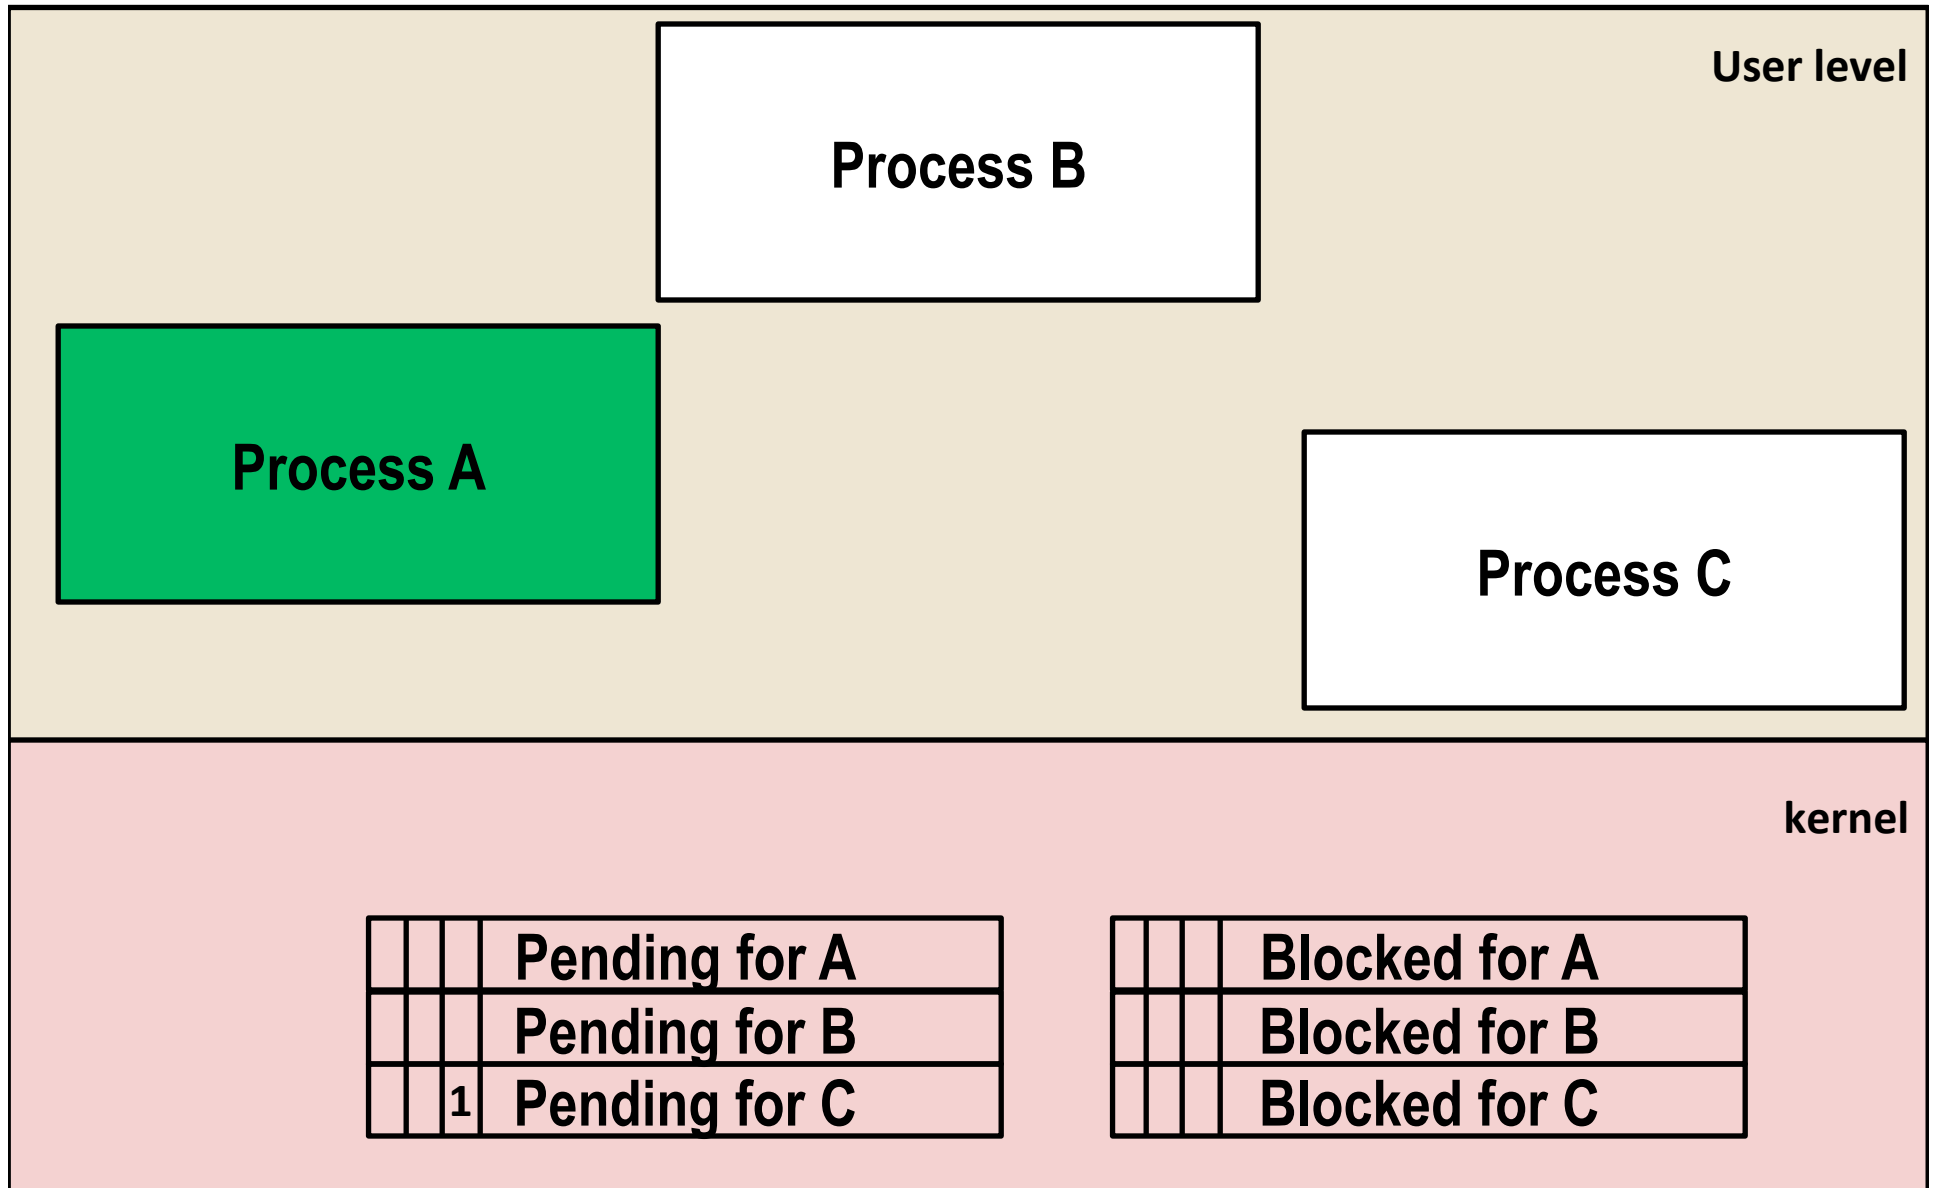 User level
Process B
Process A
Process C
kernel
Pending for A
Blocked for A
Pending for B
Blocked for B
1 Pending for C
Blocked for C